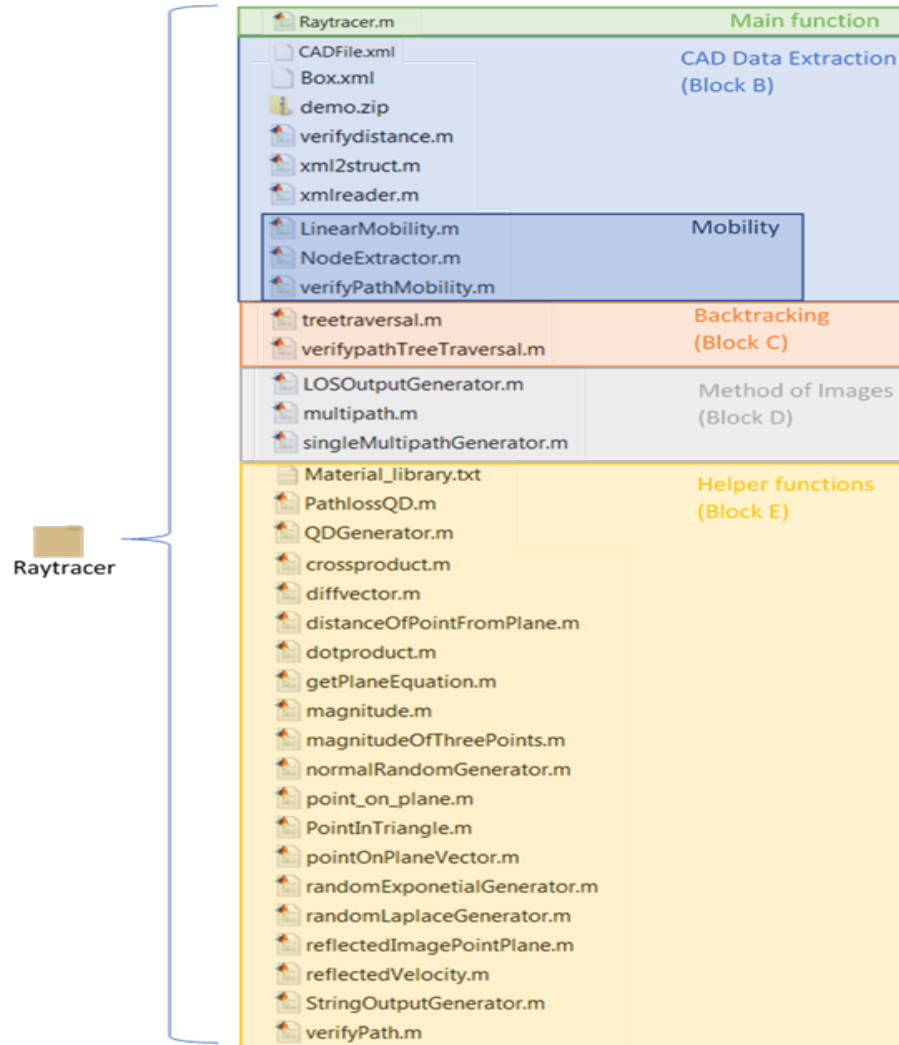 Raytracer.m
Main function
CADFile.xml
CAD Data Extraction
(Block B)
Box.xml
demo.zip
verifydistance.m
xml2struct.m
xmlreader.m
LinearMobility.m
Mobility
NodeExtractor.m
verifyPathMobility.m
treetraversal.m
Backtracking
(Block C)
verifypathTreeTraversal.m
LOSOutputGenerator.m
Method of Images
(Block D)
multipath.m
singleMultipathGenerator.m
Material_library.txt
Helper functions
(Block E)
PathlossQD.m
QDGenerator.m
crossproduct.m
diffvector.m
distanceOfPointFromPlane.m
dotproduct.m
getPlaneEquation.m
magnitude.m
magnitudeOfThreePoints.m
normalRandomGenerator.m
point_on_plane.m
PointInTriangle.m
pointOnPlaneVector.m
randomExponetialGenerator.m
randomLaplaceGenerator.m
reflectedImagePointPlane.m
reflectedVelocity.m
StringOutputGenerator.m
verifyPath.m
Raytracer